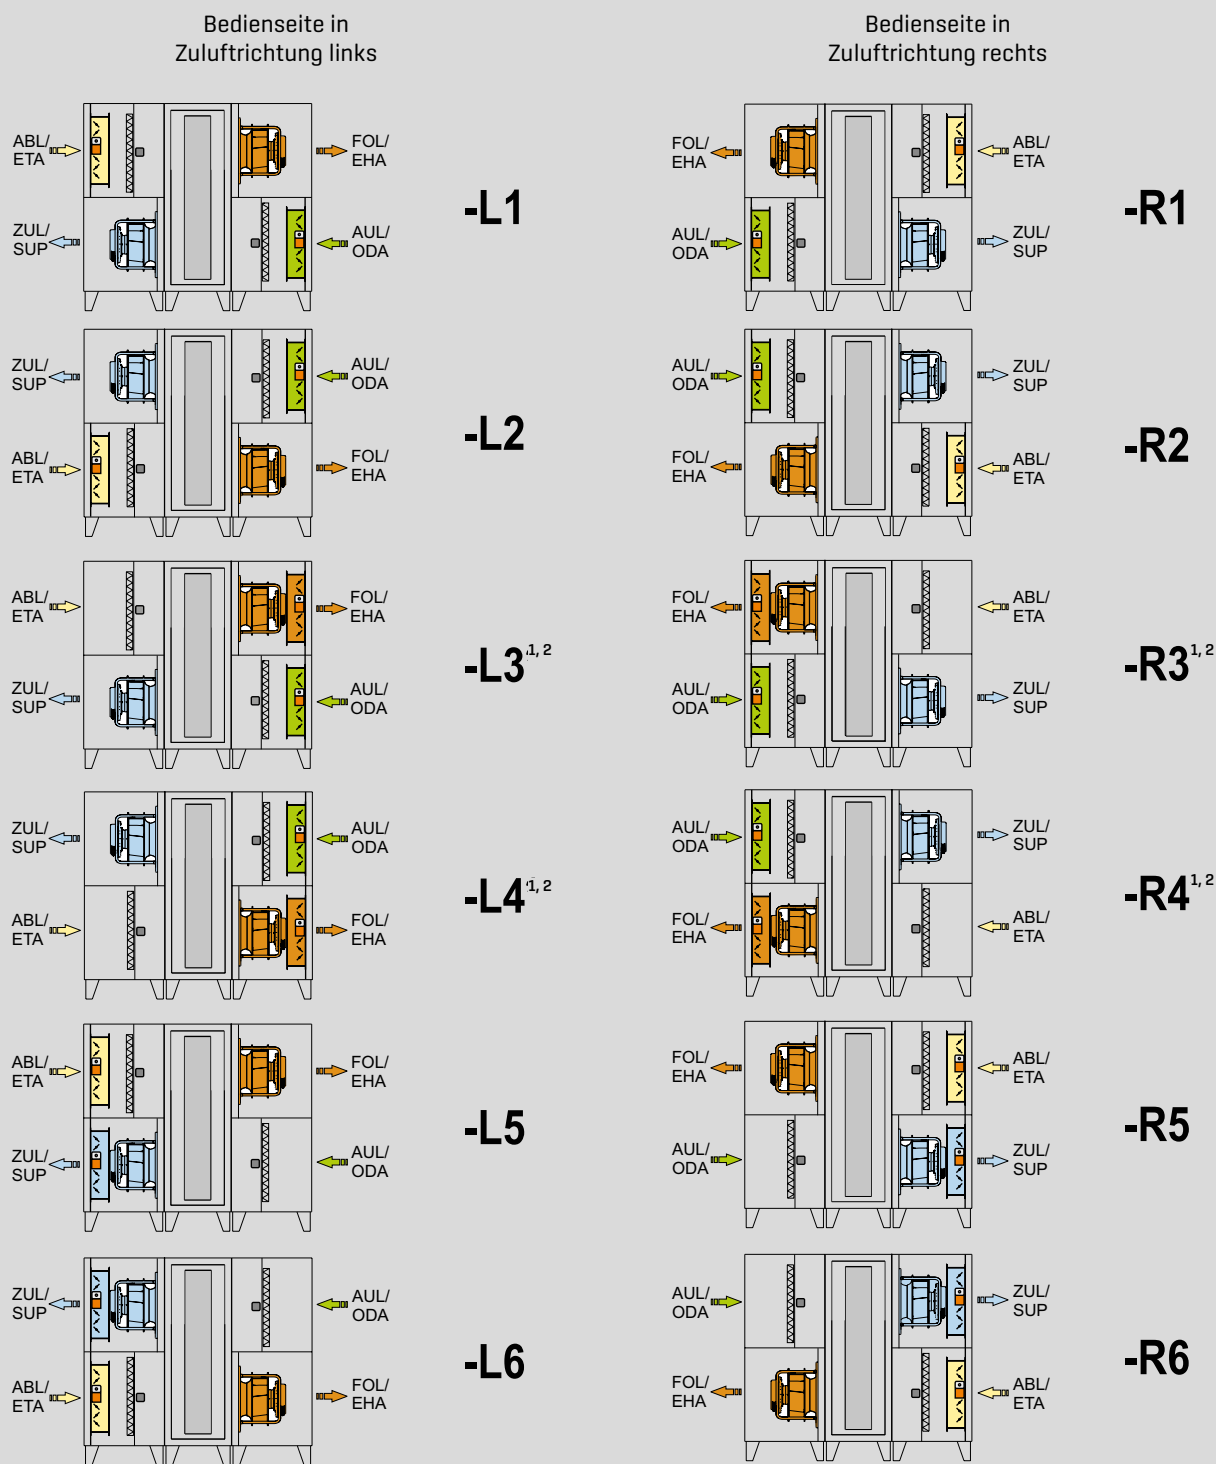 Bedienseite in
Zuluftrichtung links
ABL/
ETA
FOL/
EHA
ZUL/
SUP
AUL/
ODA
-L1
ZUL/
SUP
AUL/
ODA
ABL/
ETA
FOL/
EHA
-L2
ABL/
ETA
FOL/
EHA
ZUL/
SUP
AUL/
ODA
-L3 1, 2
ZUL/
SUP
AUL/
ODA
ABL/
ETA
FOL/
EHA
-L4 1, 2
ABL/
ETA
FOL/
EHA
ZUL/
SUP
AUL/
ODA
-L5
ZUL/
SUP
AUL/
ODA
ABL/
ETA
FOL/
EHA
-L6
Bedienseite in
Zuluftrichtung rechts
FOL/
EHA
ABL/
ETA
AUL/
ODA
ZUL/
SUP
-R1
AUL/
ODA
ZUL/
SUP
FOL/
EHA
ABL/
ETA
-R2
FOL/
EHA
ABL/
ETA
AUL/
ODA
ZUL/
SUP
-R3 1, 2
AUL/
ODA
ZUL/
SUP
FOL/
EHA
ABL/
ETA
-R4 1, 2
FOL/
EHA
ABL/
ETA
AUL/
ODA
ZUL/
SUP
-R5
AUL/
ODA
ZUL/
SUP
FOL/
EHA
ABL/
ETA
-R6